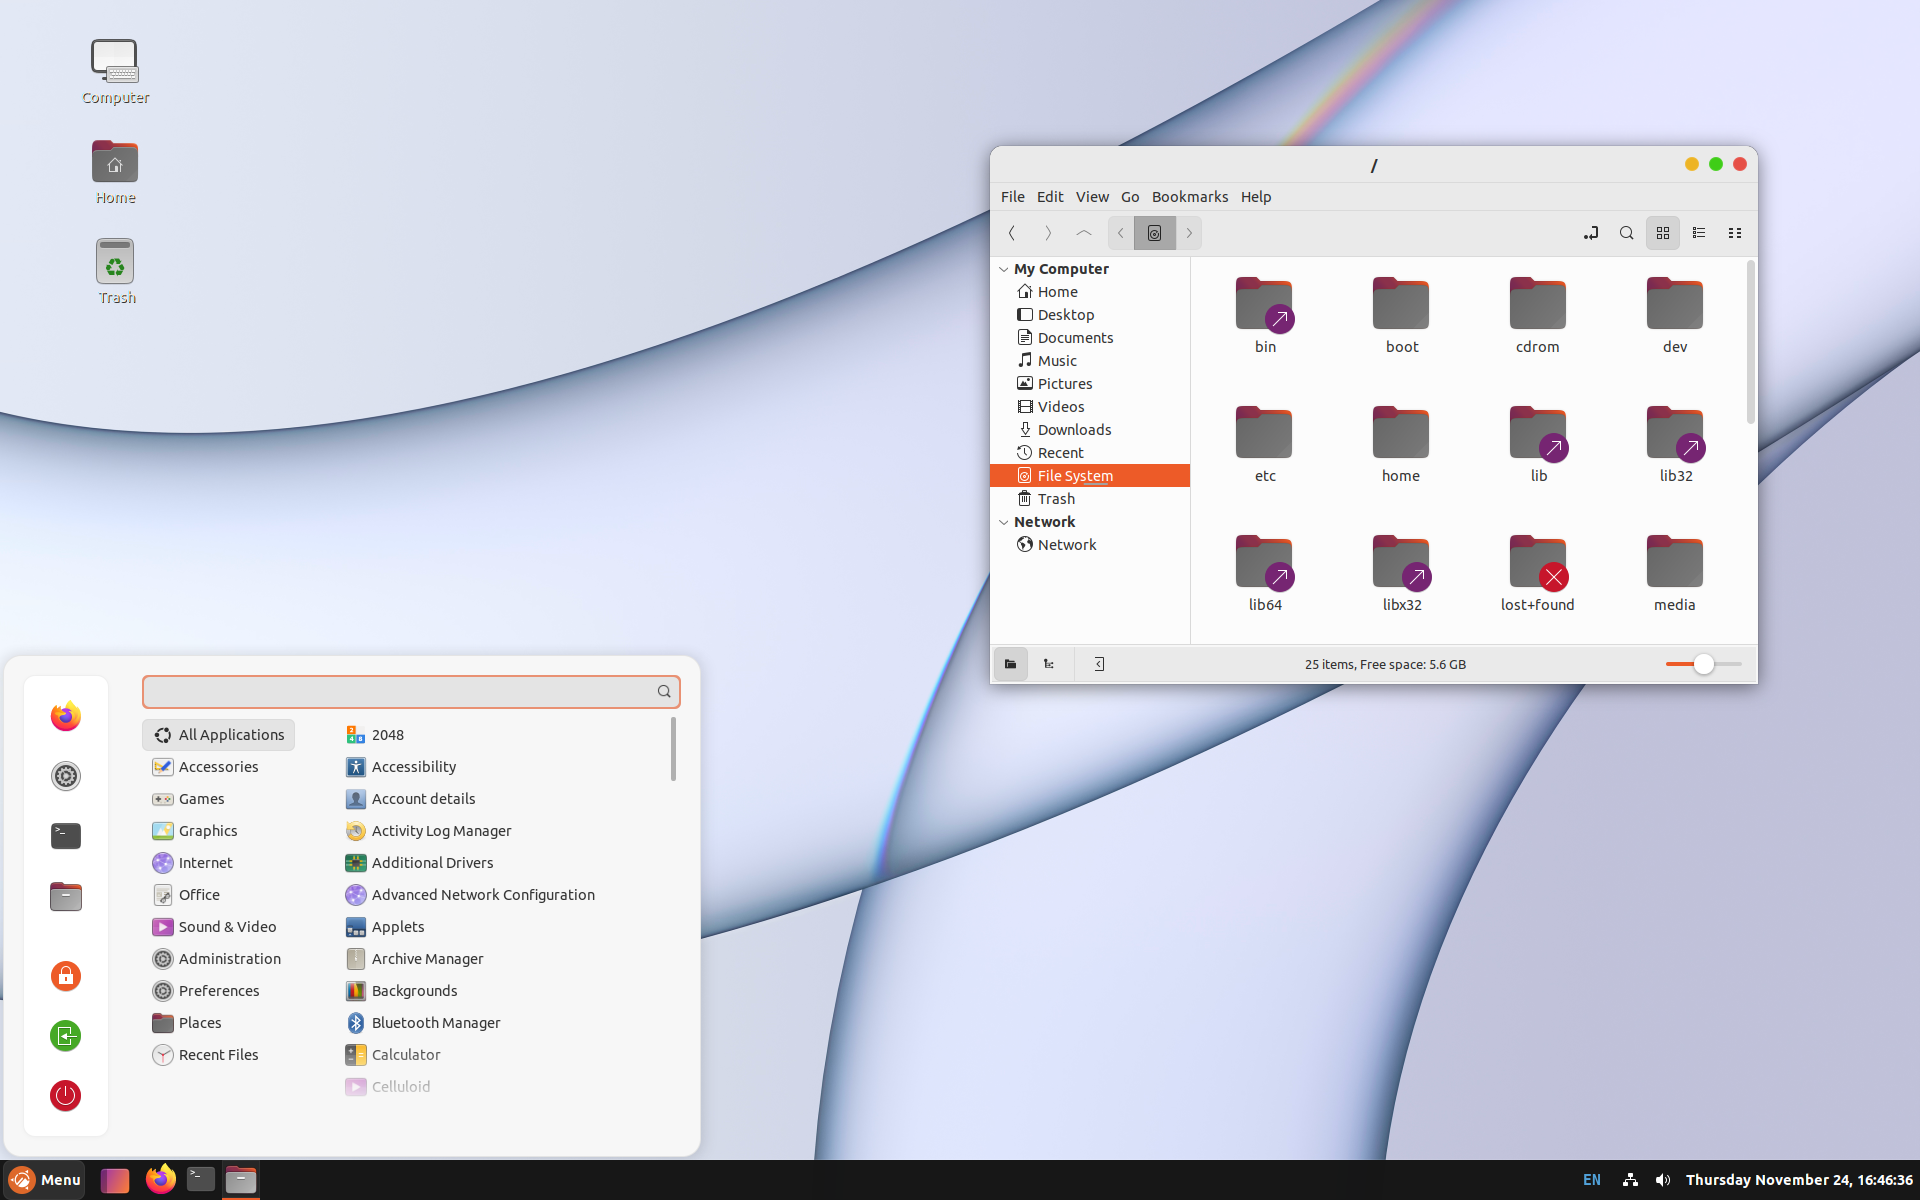 Computer
Home
Trash
/
File Edit View Go Bookmarks Help
My Computer
Home
Desktop
Documents
Music
Pictures
Videos
Downloads
Recent
File System
Trash
Network
Network
bin boot cdrom dev
etc home lib lib32
lib64 libx32 lost+found media
25 items, Free space: 5.6 GB
All Applications
Accessories
Games
Graphics
Internet
Office
Sound & Video
Administration
Preferences
Places
Recent Files
2048
Accessibility
Account details
Activity Log Manager
Additional Drivers
Advanced Network Configuration
Applets
Archive Manager
Backgrounds
Bluetooth Manager
Calculator
Celluloid
Menu
EN
Thursday November 24, 16:46:36